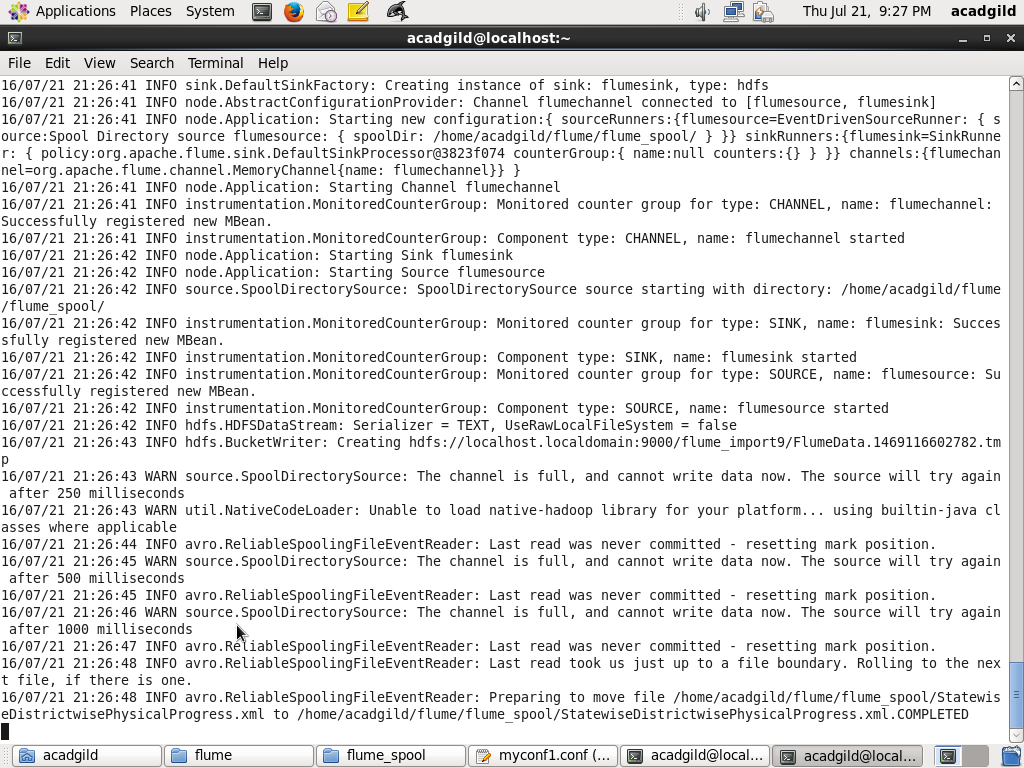 Applications Places System Thu Jul 21, 9:27 PM acadgild
acadgild@localhost:~
File Edit View Search Terminal Help
16/07/21 21:26:41 INFO sink.DefaultSinkFactory: Creating instance of sink: flumesink, type: hdfs
16/07/21 21:26:41 INFO node.AbstractConfigurationProvider: Channel flumechannel connected to [flumesource, flumesink]
16/07/21 21:26:41 INFO node.Application: Starting new configuration:{ sourceRunners:{flumesource=EventDrivenSourceRunner: { s
ource:Spool Directory source flumesource: { spoolDir: /home/acadgild/flume/flume_spool/ } }} sinkRunners:{flumesink=SinkRunne
r: { policy:org.apache.flume.sink.DefaultSinkProcessor@3823f074 counterGroup:{ name:null counters:{} } }} channels:{flumechan
nel=org.apache.flume.channel.MemoryChannel{name: flumechannel}} }
16/07/21 21:26:41 INFO node.Application: Starting Channel flumechannel
16/07/21 21:26:41 INFO instrumentation.MonitoredCounterGroup: Monitored counter group for type: CHANNEL, name: flumechannel:
Successfully registered new MBean.
16/07/21 21:26:41 INFO instrumentation.MonitoredCounterGroup: Component type: CHANNEL, name: flumechannel started
16/07/21 21:26:42 INFO node.Application: Starting Sink flumesink
16/07/21 21:26:42 INFO node.Application: Starting Source flumesource
16/07/21 21:26:42 INFO source.SpoolDirectorySource: SpoolDirectorySource source starting with directory: /home/acadgild/flume
/flume_spool/
16/07/21 21:26:42 INFO instrumentation.MonitoredCounterGroup: Monitored counter group for type: SINK, name: flumesink: Succes
sfully registered new MBean.
16/07/21 21:26:42 INFO instrumentation.MonitoredCounterGroup: Component type: SINK, name: flumesink started
16/07/21 21:26:42 INFO instrumentation.MonitoredCounterGroup: Monitored counter group for type: SOURCE, name: flumesource: Su
ccessfully registered new MBean.
16/07/21 21:26:42 INFO instrumentation.MonitoredCounterGroup: Component type: SOURCE, name: flumesource started
16/07/21 21:26:42 INFO hdfs.HDFSDataStream: Serializer = TEXT, UseRawLocalFileSystem = false
16/07/21 21:26:43 INFO hdfs.BucketWriter: Creating hdfs://localhost.localdomain:9000/flume_import9/FlumeData.1469116602782.tm
p
16/07/21 21:26:43 WARN source.SpoolDirectorySource: The channel is full, and cannot write data now. The source will try again
after 250 milliseconds
16/07/21 21:26:43 WARN util.NativeCodeLoader: Unable to load native-hadoop library for your platform... using builtin-java cl
asses where applicable
16/07/21 21:26:44 INFO avro.ReliableSpoolingFileEventReader: Last read was never committed - resetting mark position.
16/07/21 21:26:45 WARN source.SpoolDirectorySource: The channel is full, and cannot write data now. The source will try again
after 500 milliseconds
16/07/21 21:26:45 INFO avro.ReliableSpoolingFileEventReader: Last read was never committed - resetting mark position.
16/07/21 21:26:46 WARN source.SpoolDirectorySource: The channel is full, and cannot write data now. The source will try again
after 1000 milliseconds
16/07/21 21:26:47 INFO avro.ReliableSpoolingFileEventReader: Last read was never committed - resetting mark position.
16/07/21 21:26:48 INFO avro.ReliableSpoolingFileEventReader: Last read took us just up to a file boundary. Rolling to the nex
t file, if there is one.
16/07/21 21:26:48 INFO avro.ReliableSpoolingFileEventReader: Preparing to move file /home/acadgild/flume/flume_spool/Statewis
eDistrictwisePhysicalProgress.xml to /home/acadgild/flume/flume_spool/StatewiseDistrictwisePhysicalProgress.xml.COMPLETED
acadgild flume flume_spool myconf1.conf (... acadgild@local... acadgild@local...